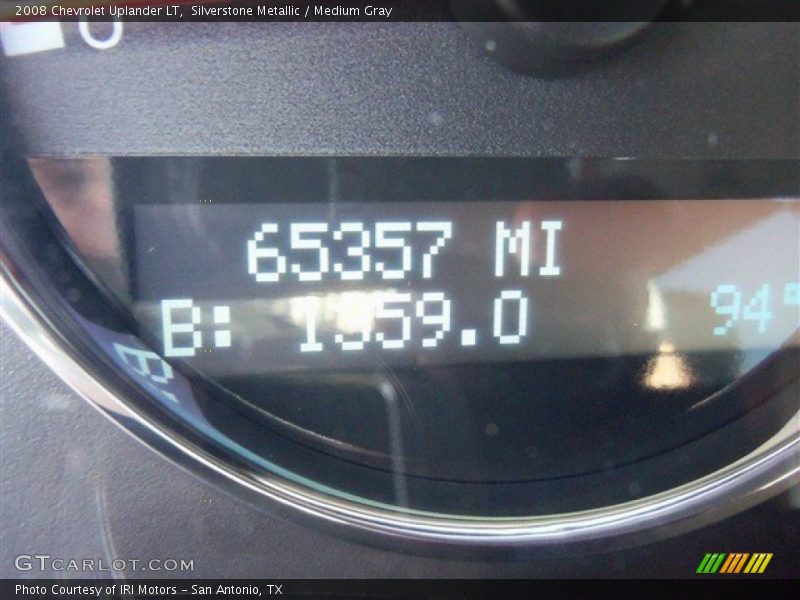 2008 Chevrolet Uplander LT,  Silverstone Metallic / Medium Gray
65357 MI
B: 1359.0 94°
GTCARLOT.COM
Photo Courtesy of IRI Motors – San Antonio, TX